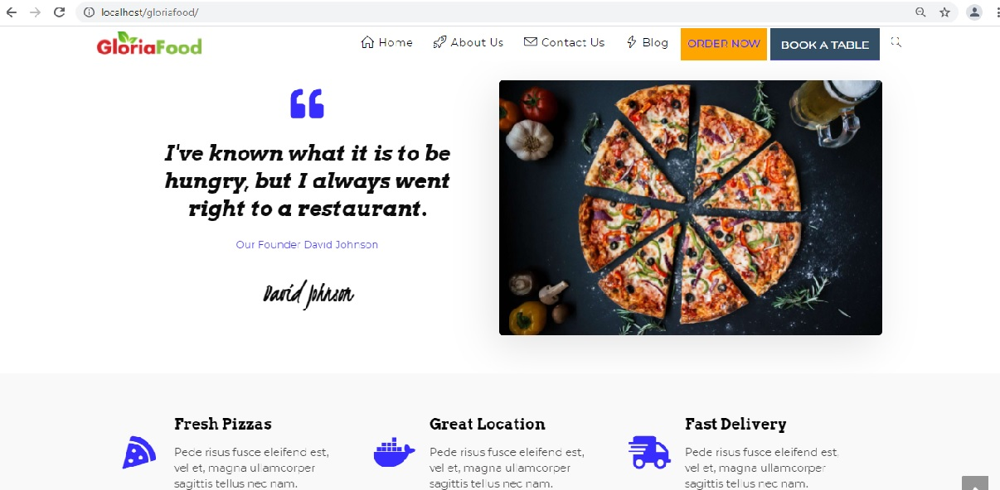 localhost/gloriafood/
GloriaFood
Home
About Us
Contact Us
Blog
ORDER NOW
BOOK A TABLE
I've known what it is to be
hungry, but I always went
right to a restaurant.
Our Founder David Johnson
David Johnson
Fresh Pizzas
Pede risus fusce eleifend est,
vel et, magna ullamcorper
sagittis tellus nec nam.
Great Location
Pede risus fusce eleifend est,
vel et, magna ullamcorper
sagittis tellus nec nam.
Fast Delivery
Pede risus fusce eleifend est,
vel et, magna ullamcorper
sagittis tellus nec nam.